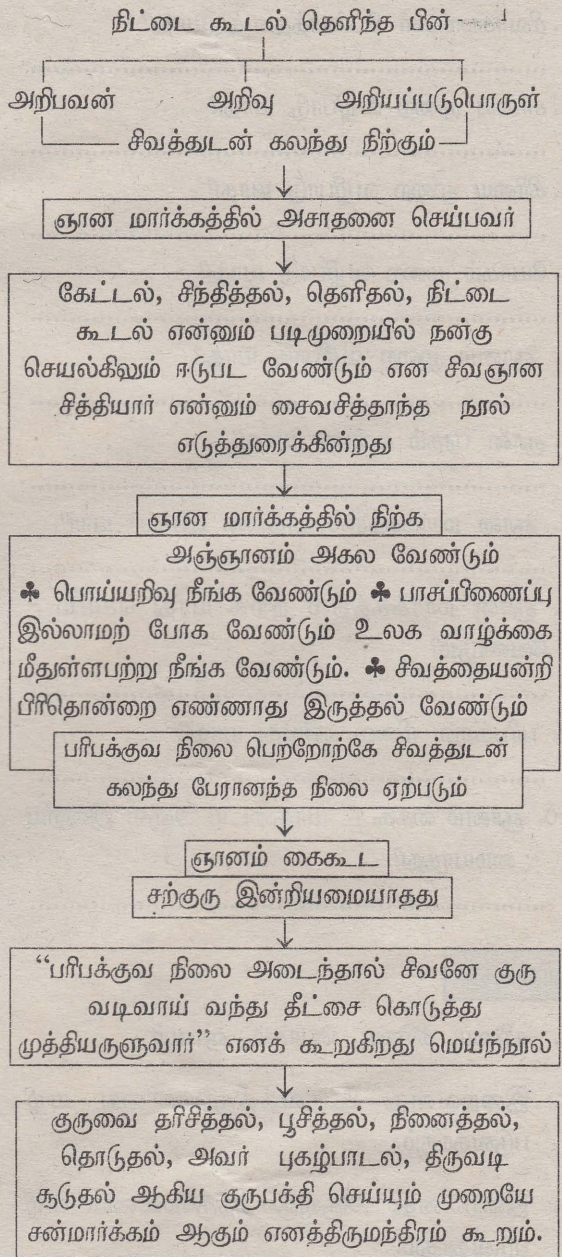 நிட்டை கூடல் தெளிந்த பின்
அறிபவன் அறிவு அறியப்படுபொருள்
சிவத்துடன் கலந்து நிற்கும்
ஞான மார்க்கத்தில் அசாதனை செய்பவர்
கேட்டல், சிந்தித்தல், தெளிதல், நிட்டை
கூடல் என்னும் படிமுறையில் நன்கு
செயல்கிலும் ஈடுபட வேண்டும் என சிவஞான
சித்தியார் என்னும் சைவசித்தாந்த நூல்
எடுத்துரைக்கின்றது
ஞான மார்க்கத்தில் நிற்க
அஞ்ஞானம் அகல வேண்டும்
♣ பொய்யறிவு நீங்க வேண்டும் ♣ பாசப்பிணைப்பு
இல்லாமற் போக வேண்டும் உலக வாழ்க்கை
மீதுள்ளபற்று நீங்க வேண்டும். ♣ சிவத்தையன்றி
பிரிதொன்றை எண்ணாது இருத்தல் வேண்டும்
பரிபக்குவ நிலை பெற்றோற்கே சிவத்துடன்
கலந்து பேரானந்த நிலை ஏற்படும்
ஞானம் கைகூட
சற்குரு இன்றியமையாதது
“பரிபக்குவ நிலை அடைந்தால் சிவனே குரு
வடிவாய் வந்து தீட்சை கொடுத்து
முத்தியருளுவார்” எனக் கூறுகிறது மெய்ந்நூல்
குருவை தரிசித்தல், பூசித்தல், நினைத்தல்,
தொடுதல், அவர் புகழ்பாடல், திருவடி
சூடுதல் ஆகிய குருபக்தி செய்யும் முறையே
சன்மார்க்கம் ஆகும் எனத்திருமந்திரம் கூறும்.